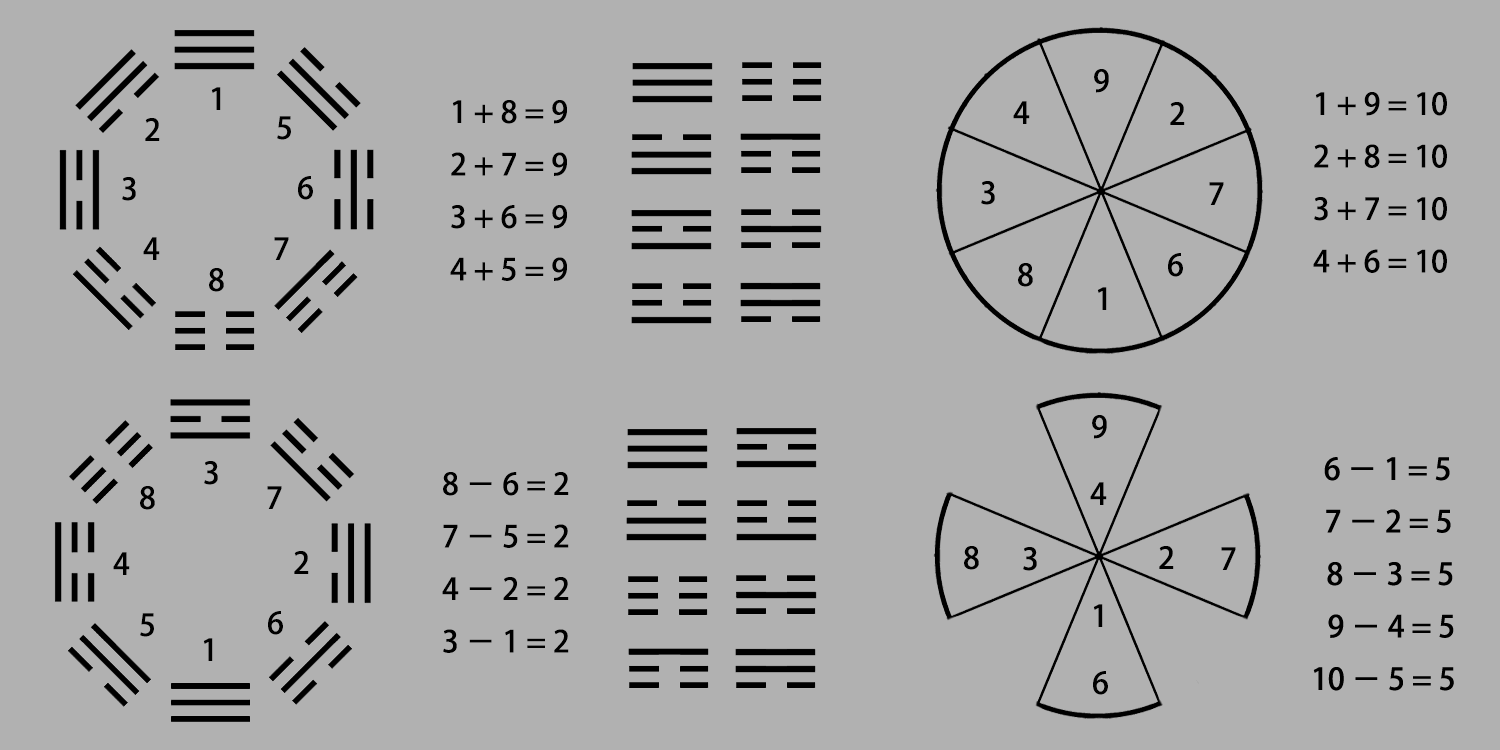 1
2
5
3
6
4
7
8
1 + 8 = 9
2 + 7 = 9
3 + 6 = 9
4 + 5 = 9
9
4
2
3
7
8
6
1
1 + 9 = 10
2 + 8 = 10
3 + 7 = 10
4 + 6 = 10
3
8
7
4
2
5
6
1
8 − 6 = 2
7 − 5 = 2
4 − 2 = 2
3 − 1 = 2
9
4
8 3 2 7
1
6
6 − 1 = 5
7 − 2 = 5
8 − 3 = 5
9 − 4 = 5
10 − 5 = 5